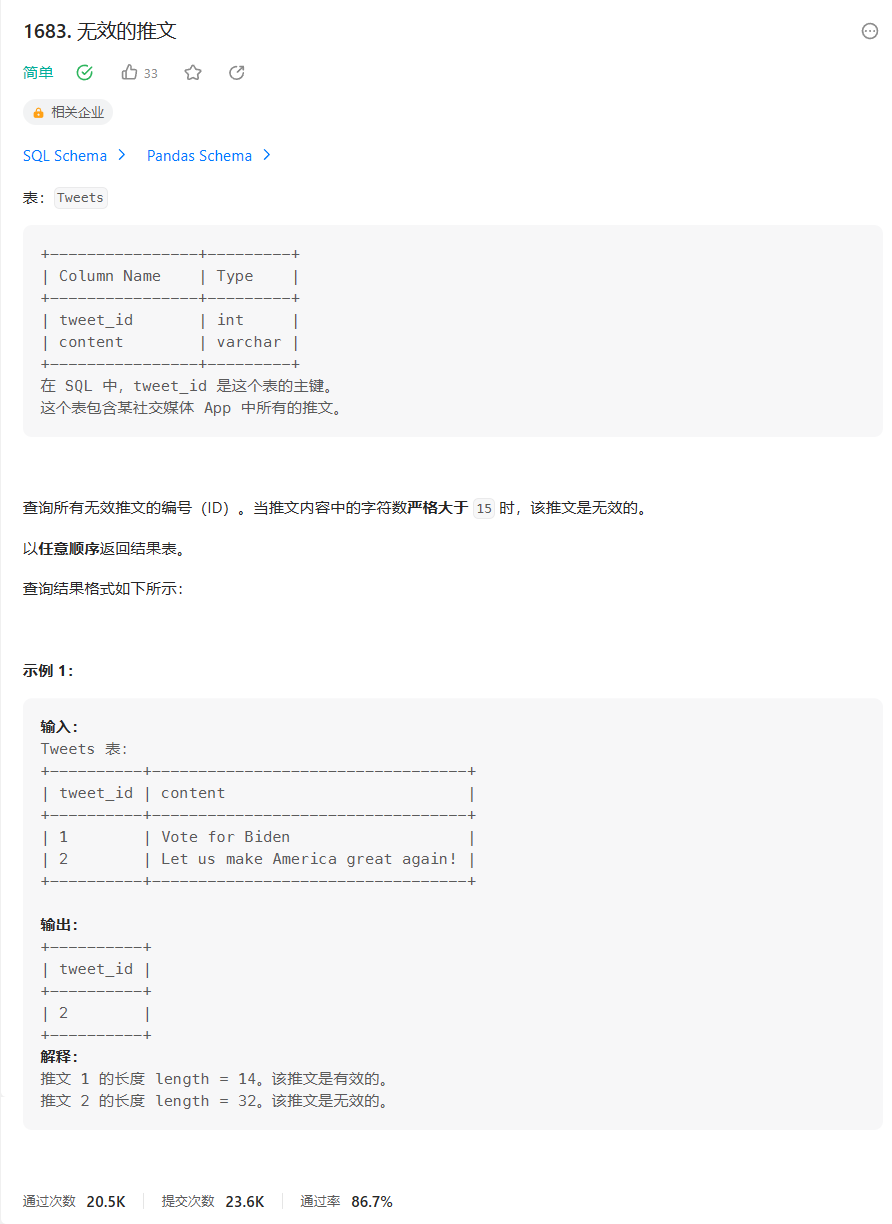 1683. 无效的推文
简单 33
相关企业
SQL Schema > Pandas Schema >
表： Tweets
+----------------+---------+
| Column Name    | Type    |
+----------------+---------+
| tweet_id       | int     |
| content        | varchar |
+----------------+---------+
在 SQL 中，tweet_id 是这个表的主键。
这个表包含某社交媒体 App 中所有的推文。
查询所有无效推文的编号（ID）。当推文内容中的字符数严格大于 15 时，该推文是无效的。
以任意顺序返回结果表。
查询结果格式如下所示：
示例 1：
输入：
Tweets 表：
+----------+----------------------------------+
| tweet_id | content                          |
+----------+----------------------------------+
| 1        | Vote for Biden                   |
| 2        | Let us make America great again! |
+----------+----------------------------------+
输出：
+----------+
| tweet_id |
+----------+
| 2        |
+----------+
解释：
推文 1 的长度 length = 14。该推文是有效的。
推文 2 的长度 length = 32。该推文是无效的。
通过次数 20.5K 提交次数 23.6K 通过率 86.7%